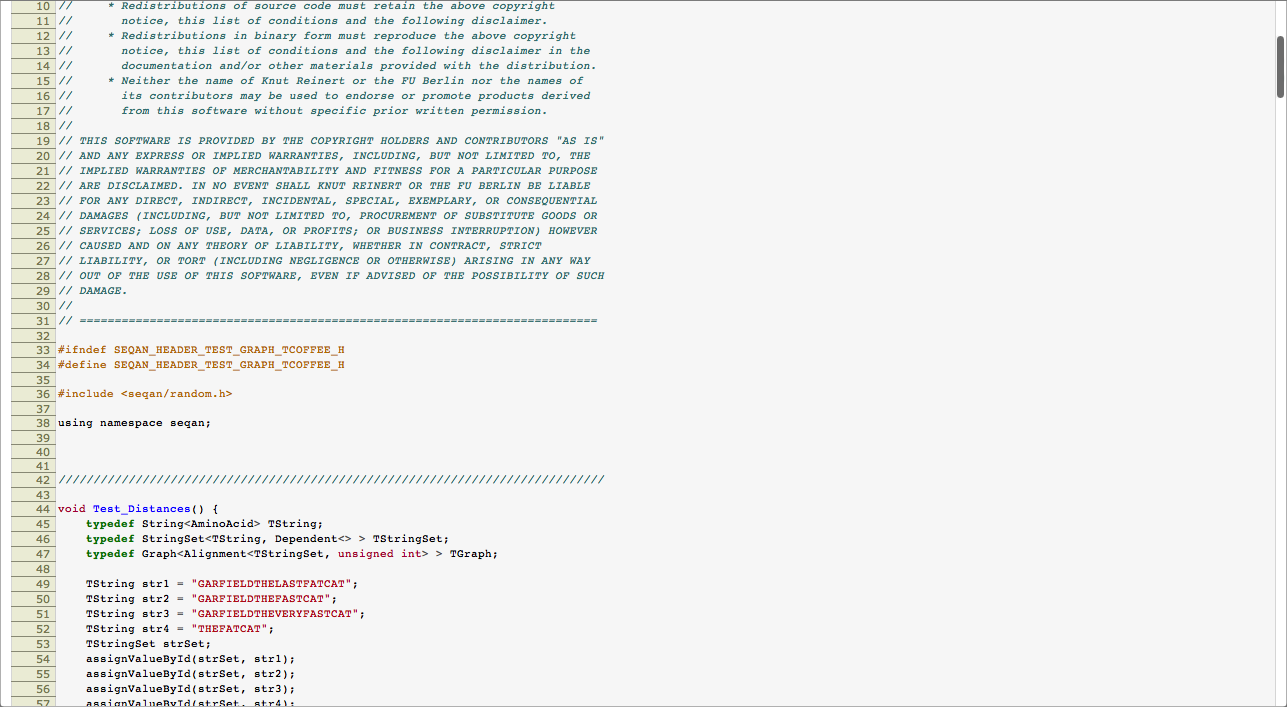 10 //     * Redistributions of source code must retain the above copyright
11 //       notice, this list of conditions and the following disclaimer.
12 //     * Redistributions in binary form must reproduce the above copyright
13 //       notice, this list of conditions and the following disclaimer in the
14 //       documentation and/or other materials provided with the distribution.
15 //     * Neither the name of Knut Reinert or the FU Berlin nor the names of
16 //       its contributors may be used to endorse or promote products derived
17 //       from this software without specific prior written permission.
18 //
19 // THIS SOFTWARE IS PROVIDED BY THE COPYRIGHT HOLDERS AND CONTRIBUTORS "AS IS"
20 // AND ANY EXPRESS OR IMPLIED WARRANTIES, INCLUDING, BUT NOT LIMITED TO, THE
21 // IMPLIED WARRANTIES OF MERCHANTABILITY AND FITNESS FOR A PARTICULAR PURPOSE
22 // ARE DISCLAIMED. IN NO EVENT SHALL KNUT REINERT OR THE FU BERLIN BE LIABLE
23 // FOR ANY DIRECT, INDIRECT, INCIDENTAL, SPECIAL, EXEMPLARY, OR CONSEQUENTIAL
24 // DAMAGES (INCLUDING, BUT NOT LIMITED TO, PROCUREMENT OF SUBSTITUTE GOODS OR
25 // SERVICES; LOSS OF USE, DATA, OR PROFITS; OR BUSINESS INTERRUPTION) HOWEVER
26 // CAUSED AND ON ANY THEORY OF LIABILITY, WHETHER IN CONTRACT, STRICT
27 // LIABILITY, OR TORT (INCLUDING NEGLIGENCE OR OTHERWISE) ARISING IN ANY WAY
28 // OUT OF THE USE OF THIS SOFTWARE, EVEN IF ADVISED OF THE POSSIBILITY OF SUCH
29 // DAMAGE.
30 //
31 // ==========================================================================
32
33 #ifndef SEQAN_HEADER_TEST_GRAPH_TCOFFEE_H
34 #define SEQAN_HEADER_TEST_GRAPH_TCOFFEE_H
35
36 #include <seqan/random.h>
37
38 using namespace seqan;
39
40
41
42 //////////////////////////////////////////////////////////////////////////////
43
44 void Test_Distances() {
45     typedef String<AminoAcid> TString;
46     typedef StringSet<TString, Dependent<> > TStringSet;
47     typedef Graph<Alignment<TStringSet, unsigned int> > TGraph;
48
49     TString str1 = "GARFIELDTHELASTFATCAT";
50     TString str2 = "GARFIELDTHEFASTCAT";
51     TString str3 = "GARFIELDTHEVERYFASTCAT";
52     TString str4 = "THEFATCAT";
53     TStringSet strSet;
54     assignValueById(strSet, str1);
55     assignValueById(strSet, str2);
56     assignValueById(strSet, str3);
57     assignValueById(strSet, str4);